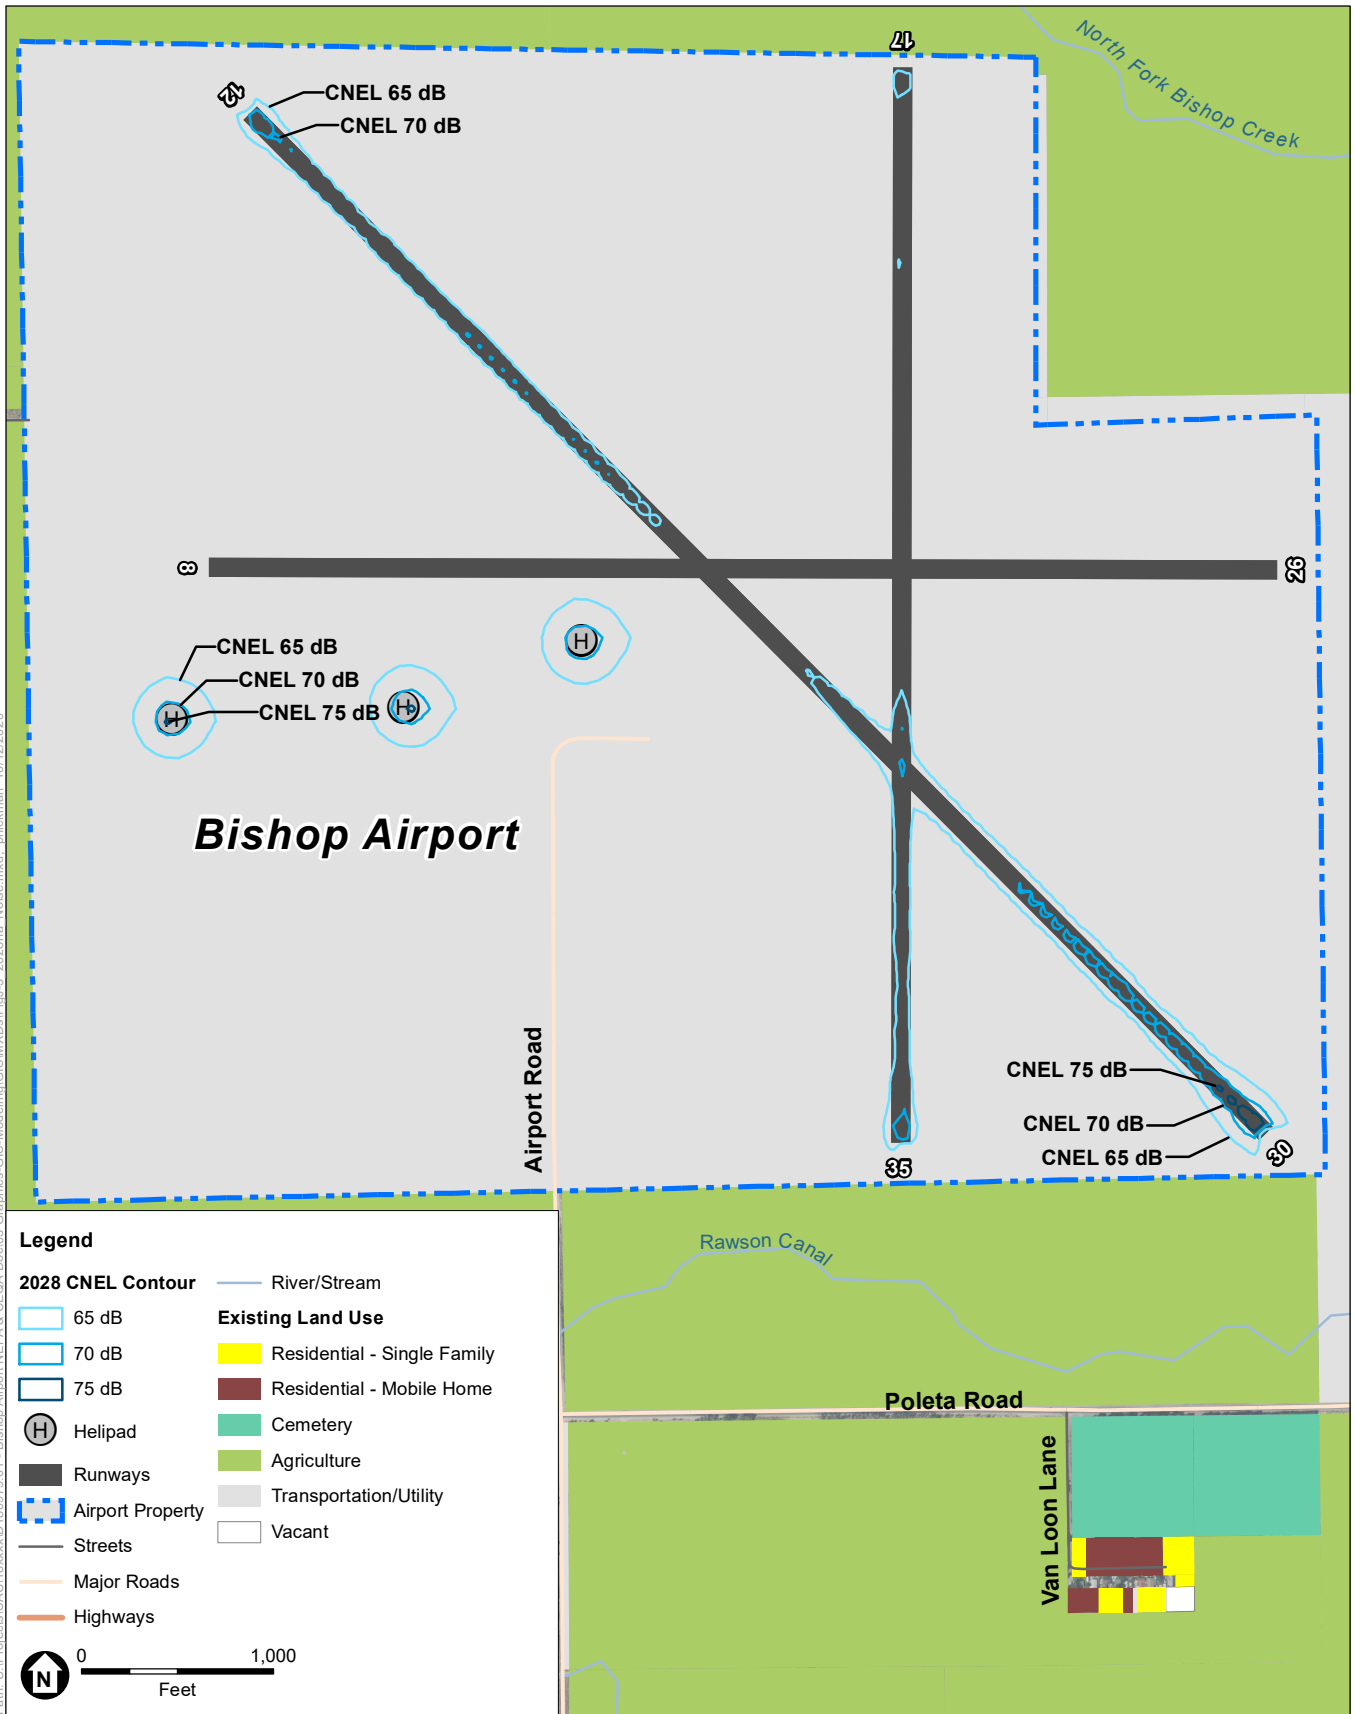 North Fork Bishop Creek
17
12
CNEL 65 dB
CNEL 70 dB
8
26
CNEL 65 dB
CNEL 70 dB
CNEL 75 dB
H
H
H
Bishop Airport
Airport Road
CNEL 75 dB
CNEL 70 dB
CNEL 65 dB
35
30
Rawson Canal
Poleta Road
Van Loon Lane
Legend
2028 CNEL Contour
65 dB
70 dB
75 dB
H Helipad
Runways
Airport Property
Streets
Major Roads
Highways
River/Stream
Existing Land Use
Residential - Single Family
Residential - Mobile Home
Cemetery
Agriculture
Transportation/Utility
Vacant
N
0 1,000
Feet